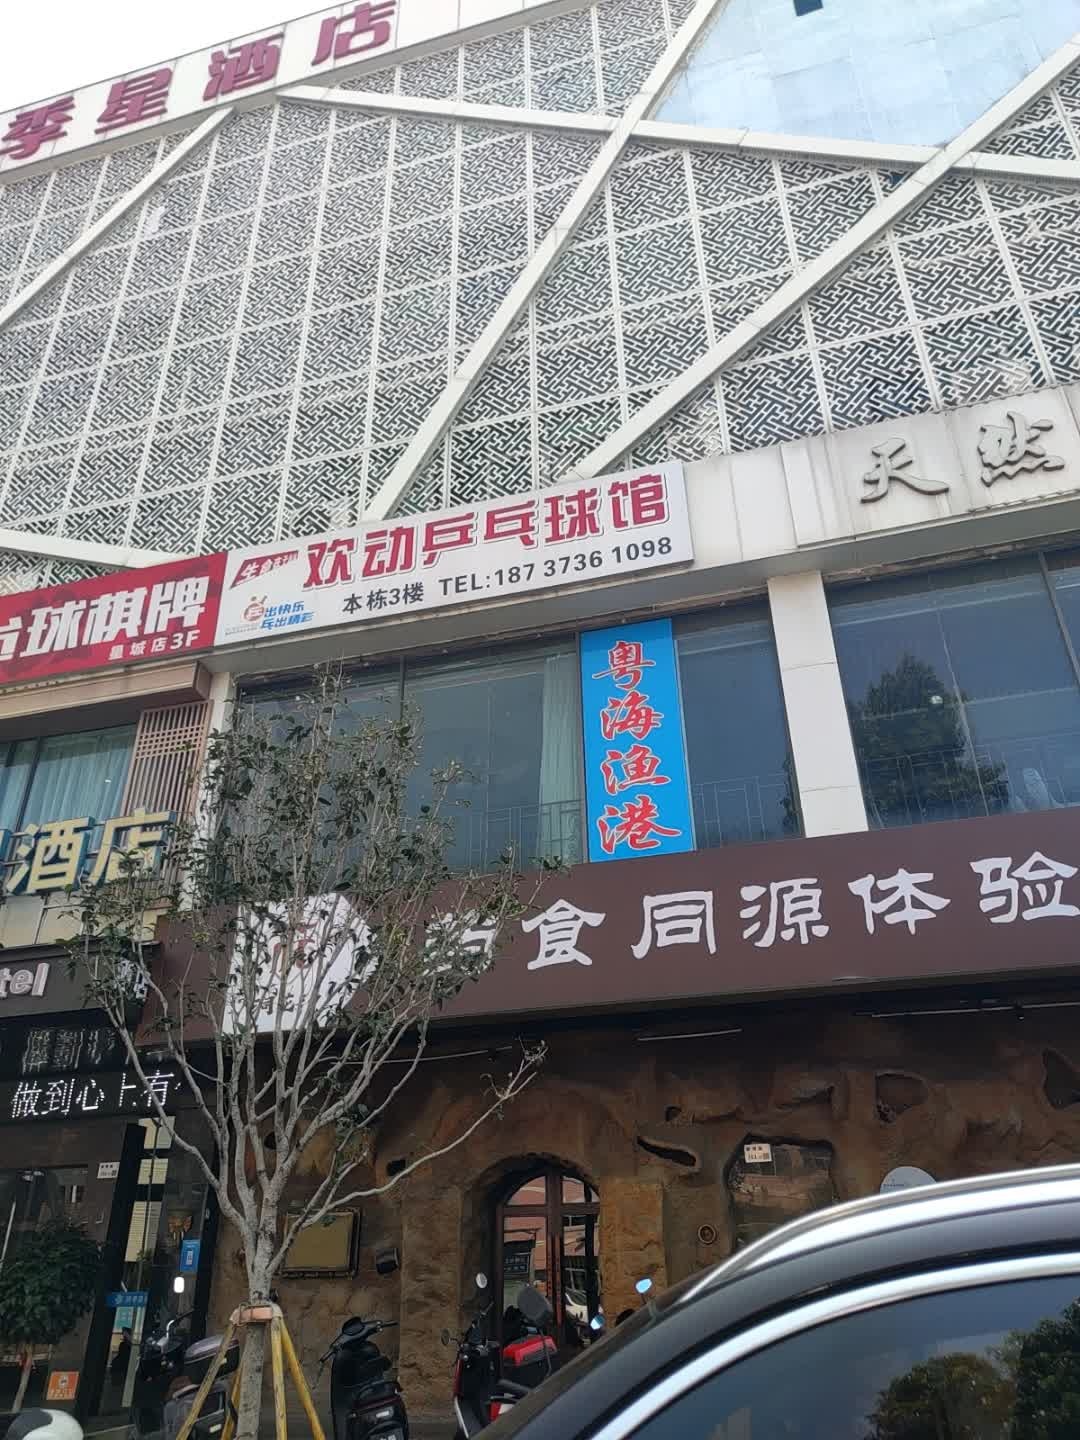 季星酒店
天然
欢动乒乓球馆
本栋3楼 TEL:187 3736 1098
乒出快乐
乓出精彩
球棋牌
皇城店3F
粤海渔港
酒店
食同源体验
tel
做到心上有